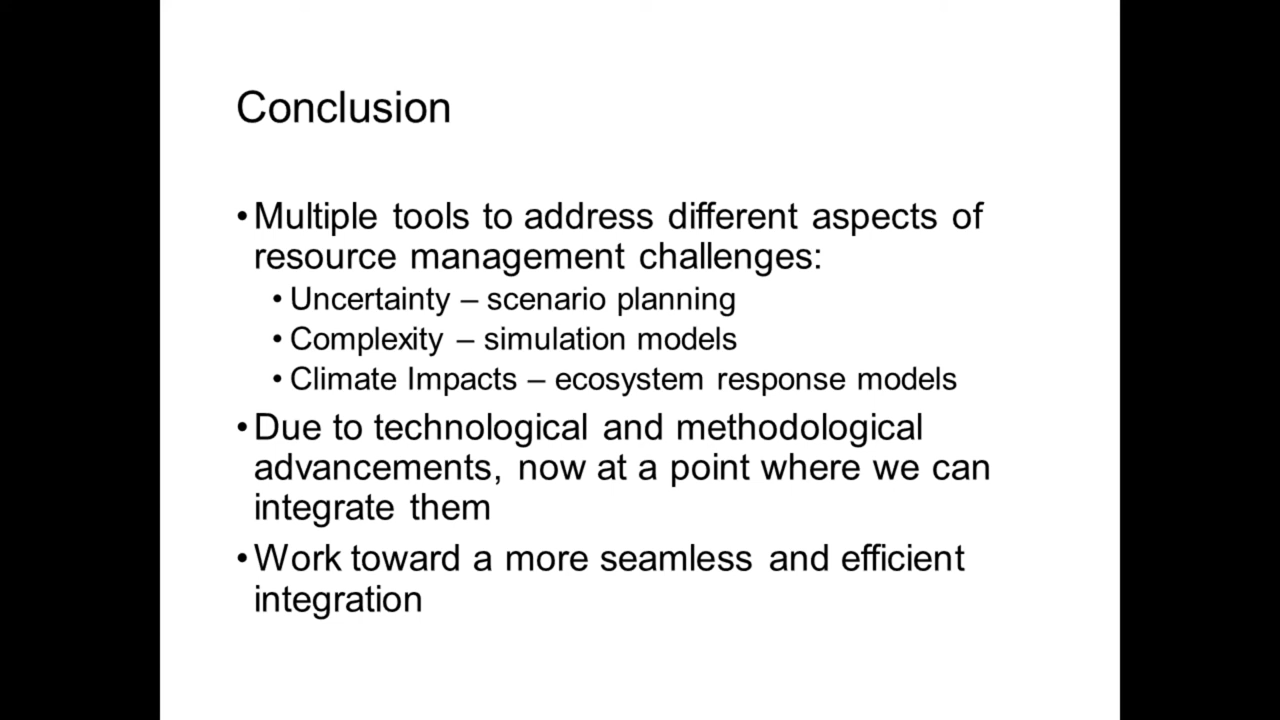 Conclusion
•Multiple tools to address different aspects of
resource management challenges:
•Uncertainty – scenario planning
•Complexity – simulation models
•Climate Impacts – ecosystem response models
•Due to technological and methodological
advancements, now at a point where we can
integrate them
•Work toward a more seamless and efficient
integration